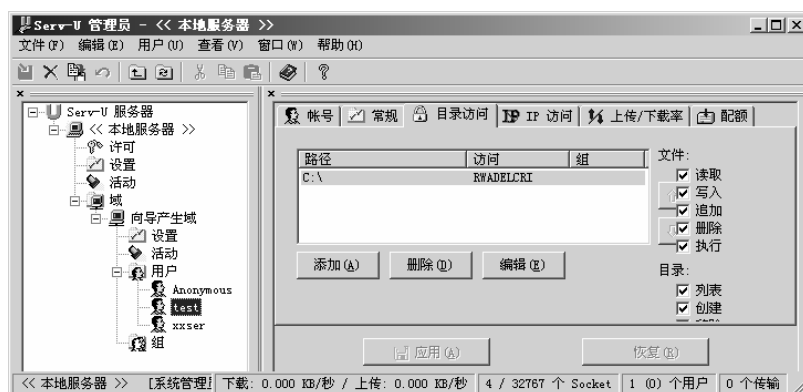 Serv-U 管理员 - << 本地服务器 >>
文件(F) 编辑(E) 用户(U) 查看(V) 窗口(W) 帮助(H)
Serv-U 服务器
<< 本地服务器 >>
许可
设置
活动
域
向导产生域
设置
活动
用户
Anonymous
test
xxser
组
帐号 常规 目录访问 IP 访问 上传/下载率 配额
路径 访问 组
C:\ RWADELCRI
添加(A) 删除(D) 编辑(E)
文件:
读取
写入
追加
删除
执行
目录:
列表
创建
应用(A) 恢复(R)
<< 本地服务器 >> [系统管理 下载: 0.000 KB/秒 / 上传: 0.000 KB/秒 4 / 32767 个 Socket 1 (0) 个用户 0 个传输